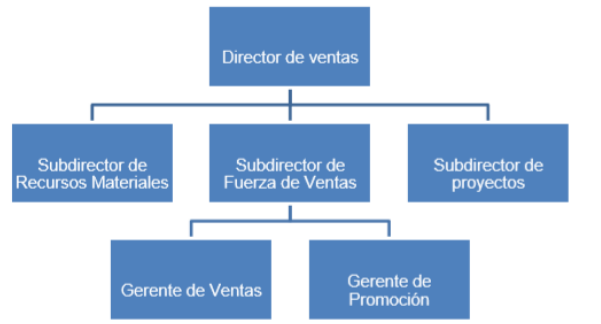 Director de ventas
Subdirector de
Recursos Materiales
Subdirector de
Fuerza de Ventas
Subdirector de
proyectos
Gerente de Ventas
Gerente de
Promoción